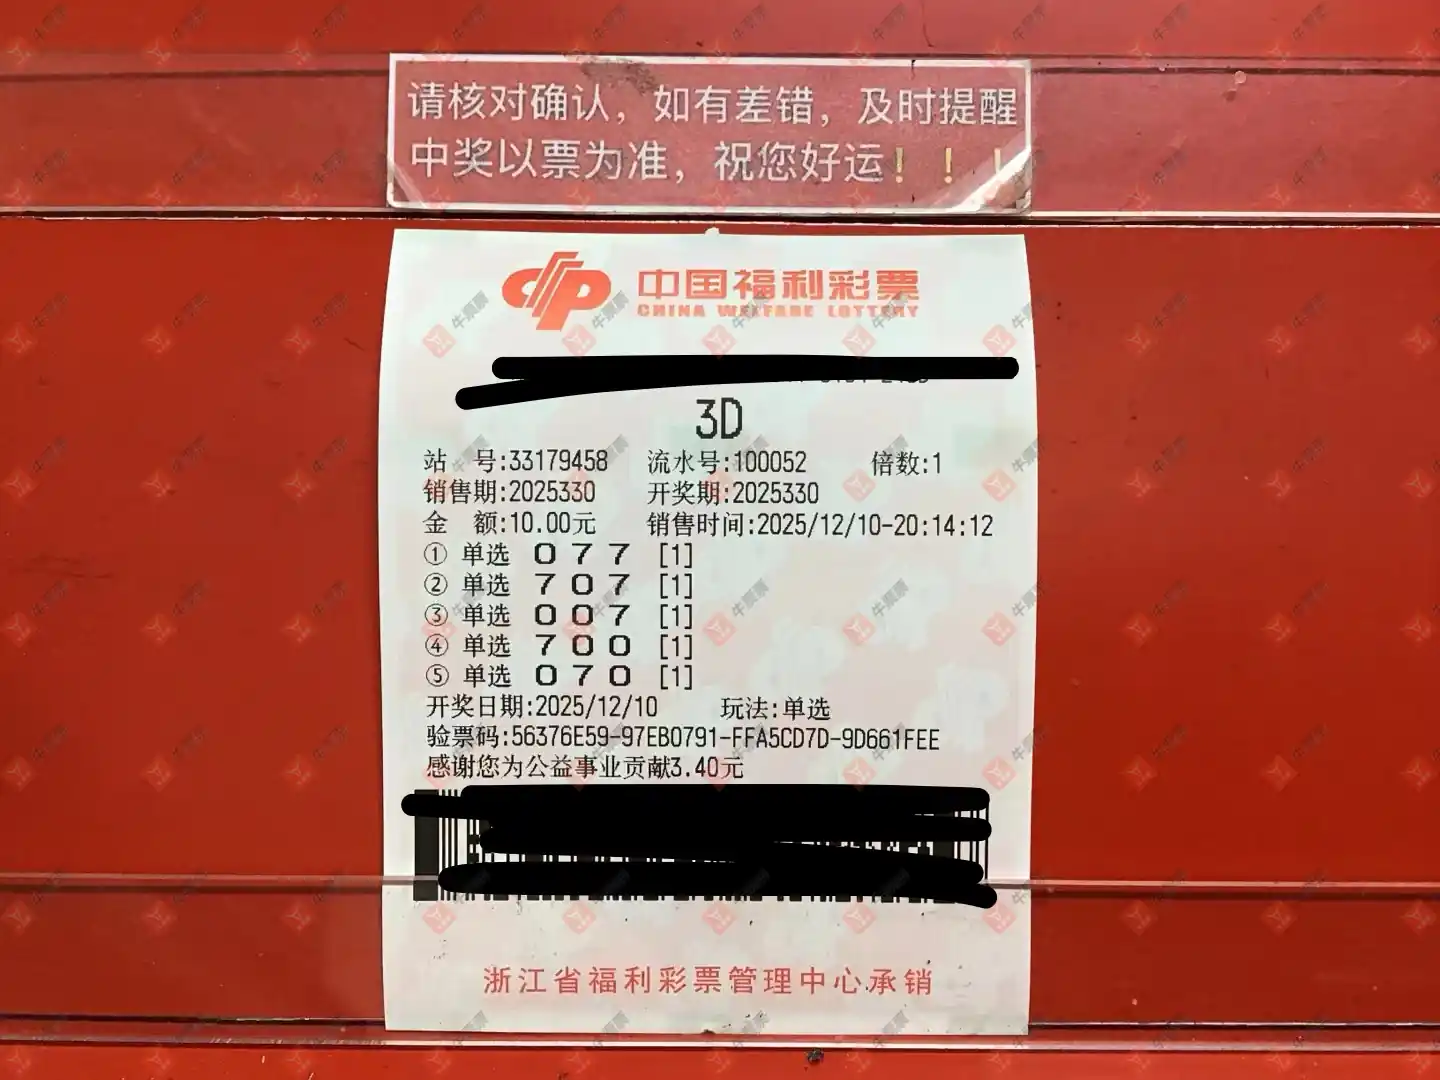 请核对确认，如有差错，及时提醒
中奖以票为准，祝您好运！！！
中国福利彩票
CHINA WELFARE LOTTERY
3D
站 号:33179458 流水号:100052 倍数:1
销售期:2025330 开奖期:2025330
金 额:10.00元 销售时间:2025/12/10-20:14:12
① 单选 0 7 7 [1]
② 单选 7 0 7 [1]
③ 单选 0 0 7 [1]
④ 单选 7 0 0 [1]
⑤ 单选 0 7 0 [1]
开奖日期:2025/12/10 玩法:单选
验票码:56376E59-97EB0791-FFA5CD7D-9D661FEE
感谢您为公益事业贡献3.40元
浙江省福利彩票管理中心承销
牛票票